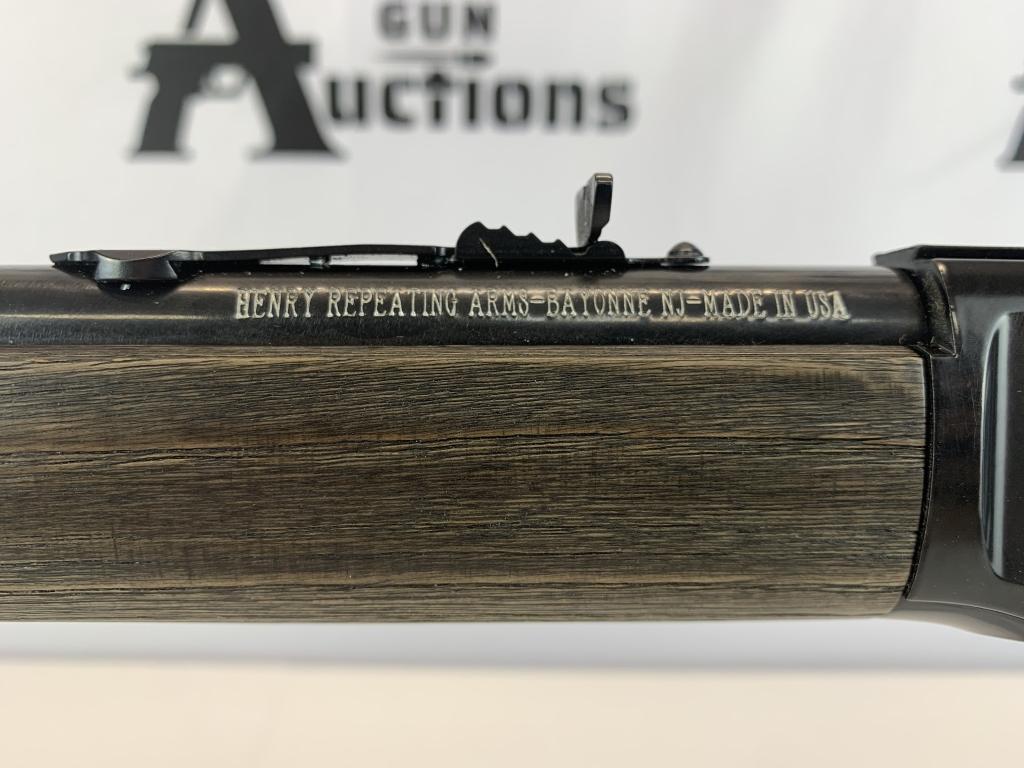 GUN
Auctions
HENRY REPEATING ARMS-BAYONNE NJ-MADE IN USA